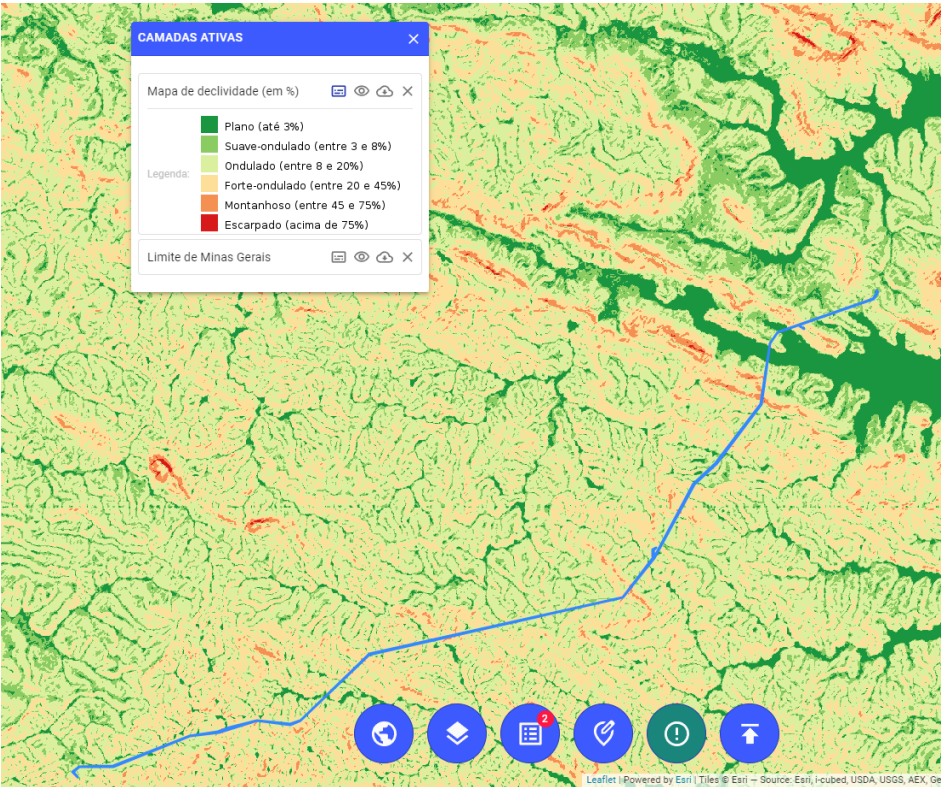 CAMADAS ATIVAS
Mapa de declividade (em %)
Legenda:
Plano (até 3%)
Suave-ondulado (entre 3 e 8%)
Ondulado (entre 8 e 20%)
Forte-ondulado (entre 20 e 45%)
Montanhoso (entre 45 e 75%)
Escarpado (acima de 75%)
Limite de Minas Gerais
2
Leaflet | Powered by Esri | Tiles © Esri — Source: Esri, i-cubed, USDA, USGS, AEX, Ge